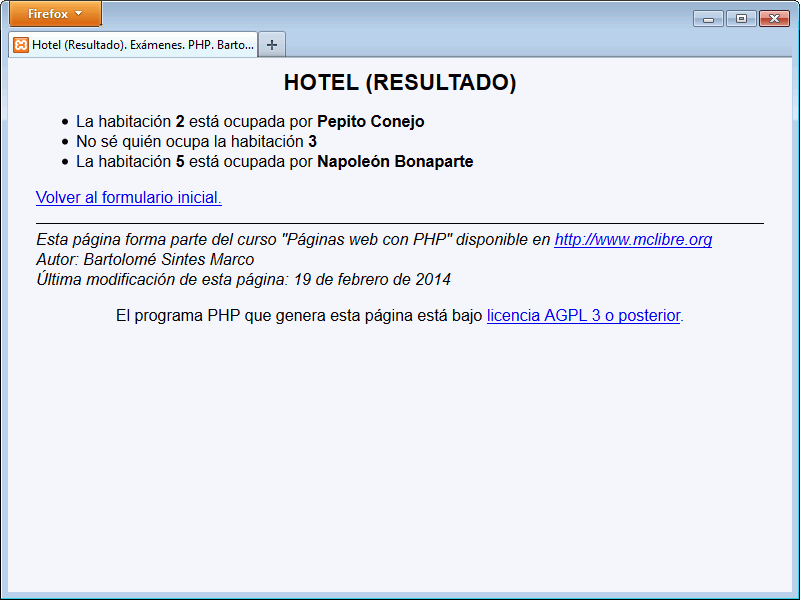 Firefox
Hotel (Resultado). Exámenes. PHP. Barto...
HOTEL (RESULTADO)
La habitación 2 está ocupada por Pepito Conejo
No sé quién ocupa la habitación 3
La habitación 5 está ocupada por Napoleón Bonaparte
Volver al formulario inicial.
Esta página forma parte del curso "Páginas web con PHP" disponible en http://www.mclibre.org
Autor: Bartolomé Sintes Marco
Última modificación de esta página: 19 de febrero de 2014
El programa PHP que genera esta página está bajo licencia AGPL 3 o posterior.